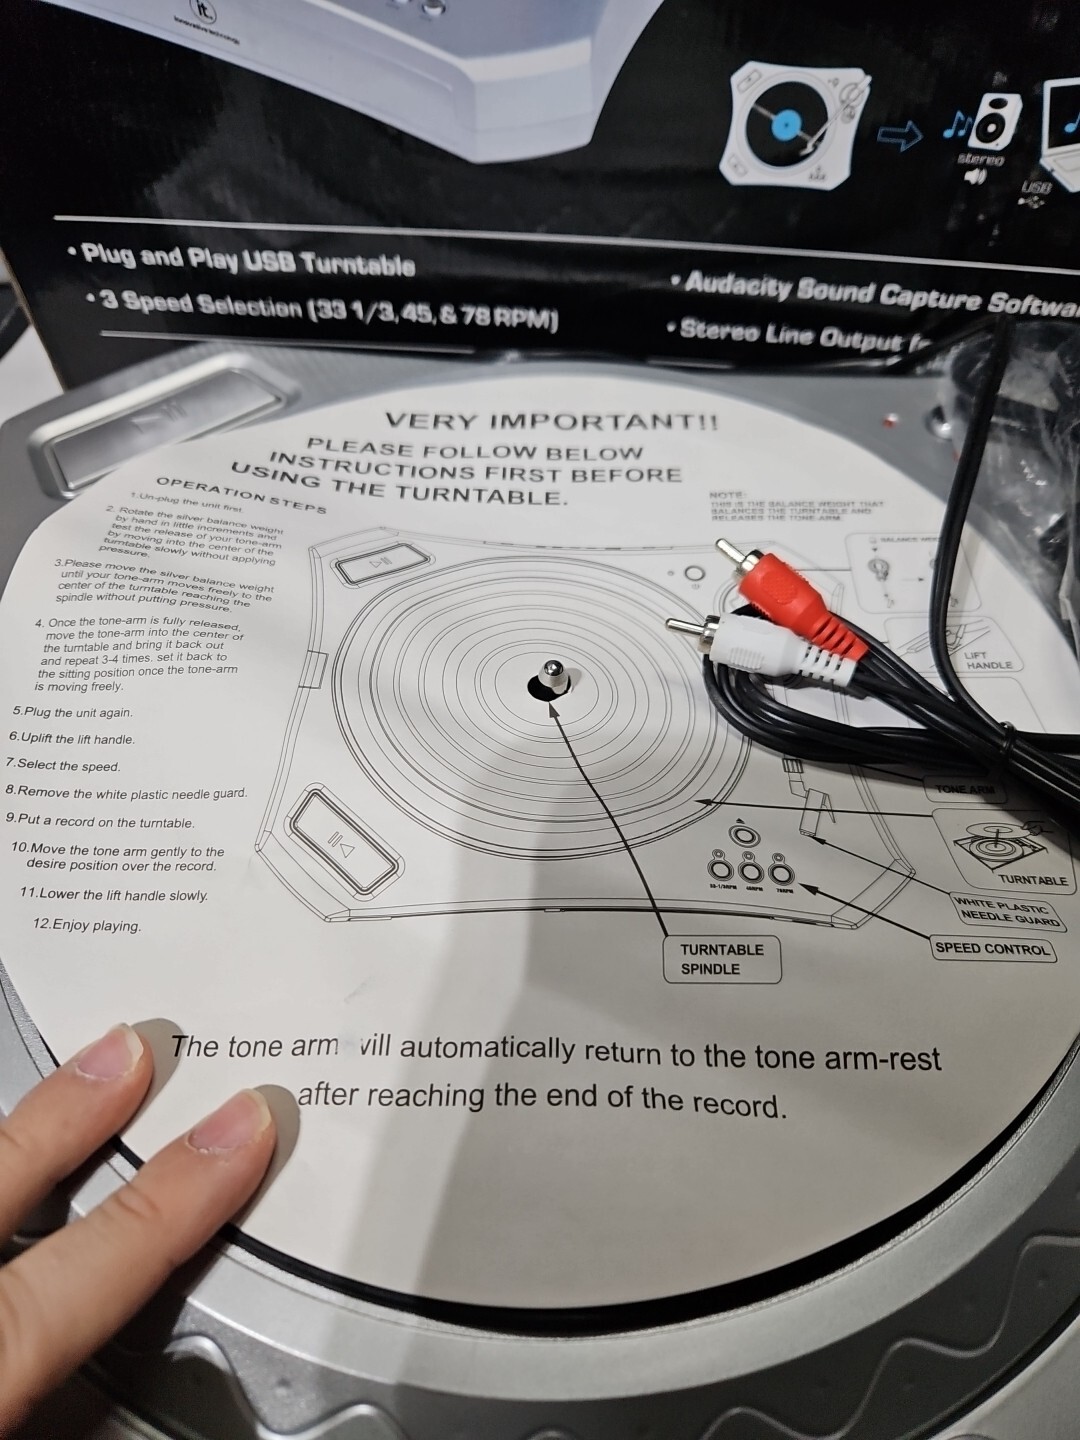 it.
stereo
USB
• Plug and Play USB Turntable
• 3 Speed Selection (33 1/3, 45, & 78 RPM)
• Audacity Sound Capture Softwa
• Stereo Line Output f
VERY IMPORTANT!!
PLEASE FOLLOW BELOW
INSTRUCTIONS FIRST BEFORE
USING THE TURNTABLE.
OPERATION STEPS
1.Un-plug the unit first.
2. Rotate the silver balance weight
by hand in little increments and
test the release of your tone-arm
by moving into the center of the
turntable slowly without applying
pressure.
3.Please move the silver balance weight
until your tone-arm moves freely to the
center of the turntable reaching the
spindle without putting pressure.
4. Once the tone-arm is fully released,
move the tone-arm into the center of
the turntable and bring it back out
and repeat 3-4 times. set it back to
the sitting position once the tone-arm
is moving freely.
5.Plug the unit again.
6.Uplift the lift handle.
7.Select the speed.
8.Remove the white plastic needle guard.
9.Put a record on the turntable.
10.Move the tone arm gently to the
desire position over the record.
11.Lower the lift handle slowly.
12.Enjoy playing.
NOTE:
THIS IS THE BALANCE WEIGHT THAT
BALANCES THE TURNTABLE AND
RELEASES THE TONE-ARM.
BALANCE WEI
LIFT
HANDLE
TONE ARM
TURNTABLE
WHITE PLASTIC
NEEDLE GUARD
SPEED CONTROL
33-1/3RPM 45RPM 78RPM
TURNTABLE
SPINDLE
The tone arm will automatically return to the tone arm-rest
after reaching the end of the record.